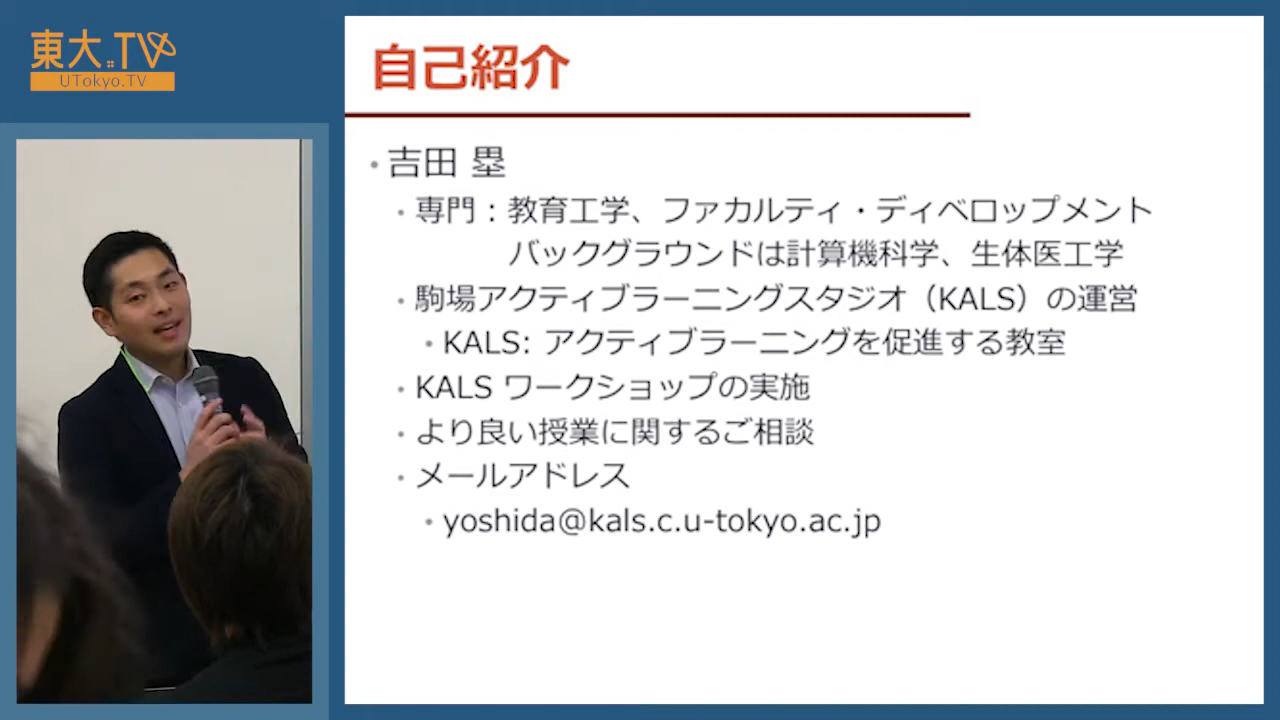 東大.TV
UTokyo.TV
自己紹介
・吉田 塁
・専門：教育工学、ファカルティ・ディベロップメント
バックグラウンドは計算機科学、生体医工学
・駒場アクティブラーニングスタジオ（KALS）の運営
・KALS: アクティブラーニングを促進する教室
・KALS ワークショップの実施
・より良い授業に関するご相談
・メールアドレス
・yoshida@kals.c.u-tokyo.ac.jp